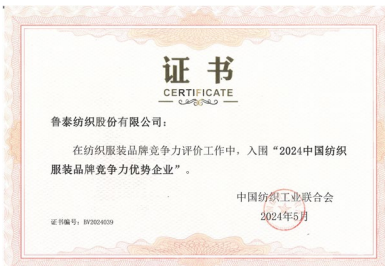 证书
CERTIFICATE
鲁泰纺织股份有限公司：
在纺织服装品牌竞争力评价工作中，入围“2024中国纺织
服装品牌竞争力优势企业”。
中国纺织工业联合会
2024年5月
证书编号：BV2024039